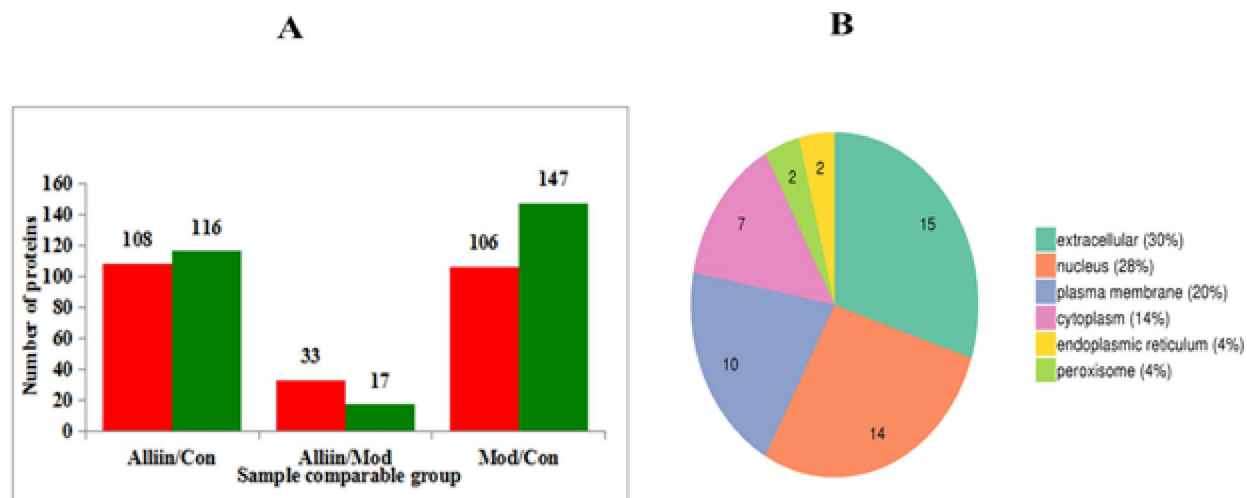 A
B
Number of proteins
160
140
120
100
80
60
40
20
0
108
116
33
17
106
147
Alliin/Con
Alliin/Mod
Mod/Con
Sample comparable group
2
2
7
15
10
14
extracellular (30%)
nucleus (28%)
plasma membrane (20%)
cytoplasm (14%)
endoplasmic reticulum (4%)
peroxisome (4%)